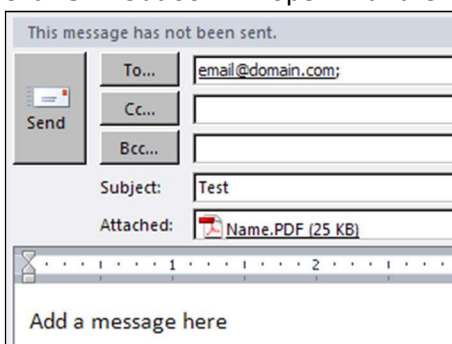 This message has not been sent.
Send
To...
email@domain.com;
Cc...
Bcc...
Subject: Test
Attached: Name.PDF (25 KB)
1 2
Add a message here